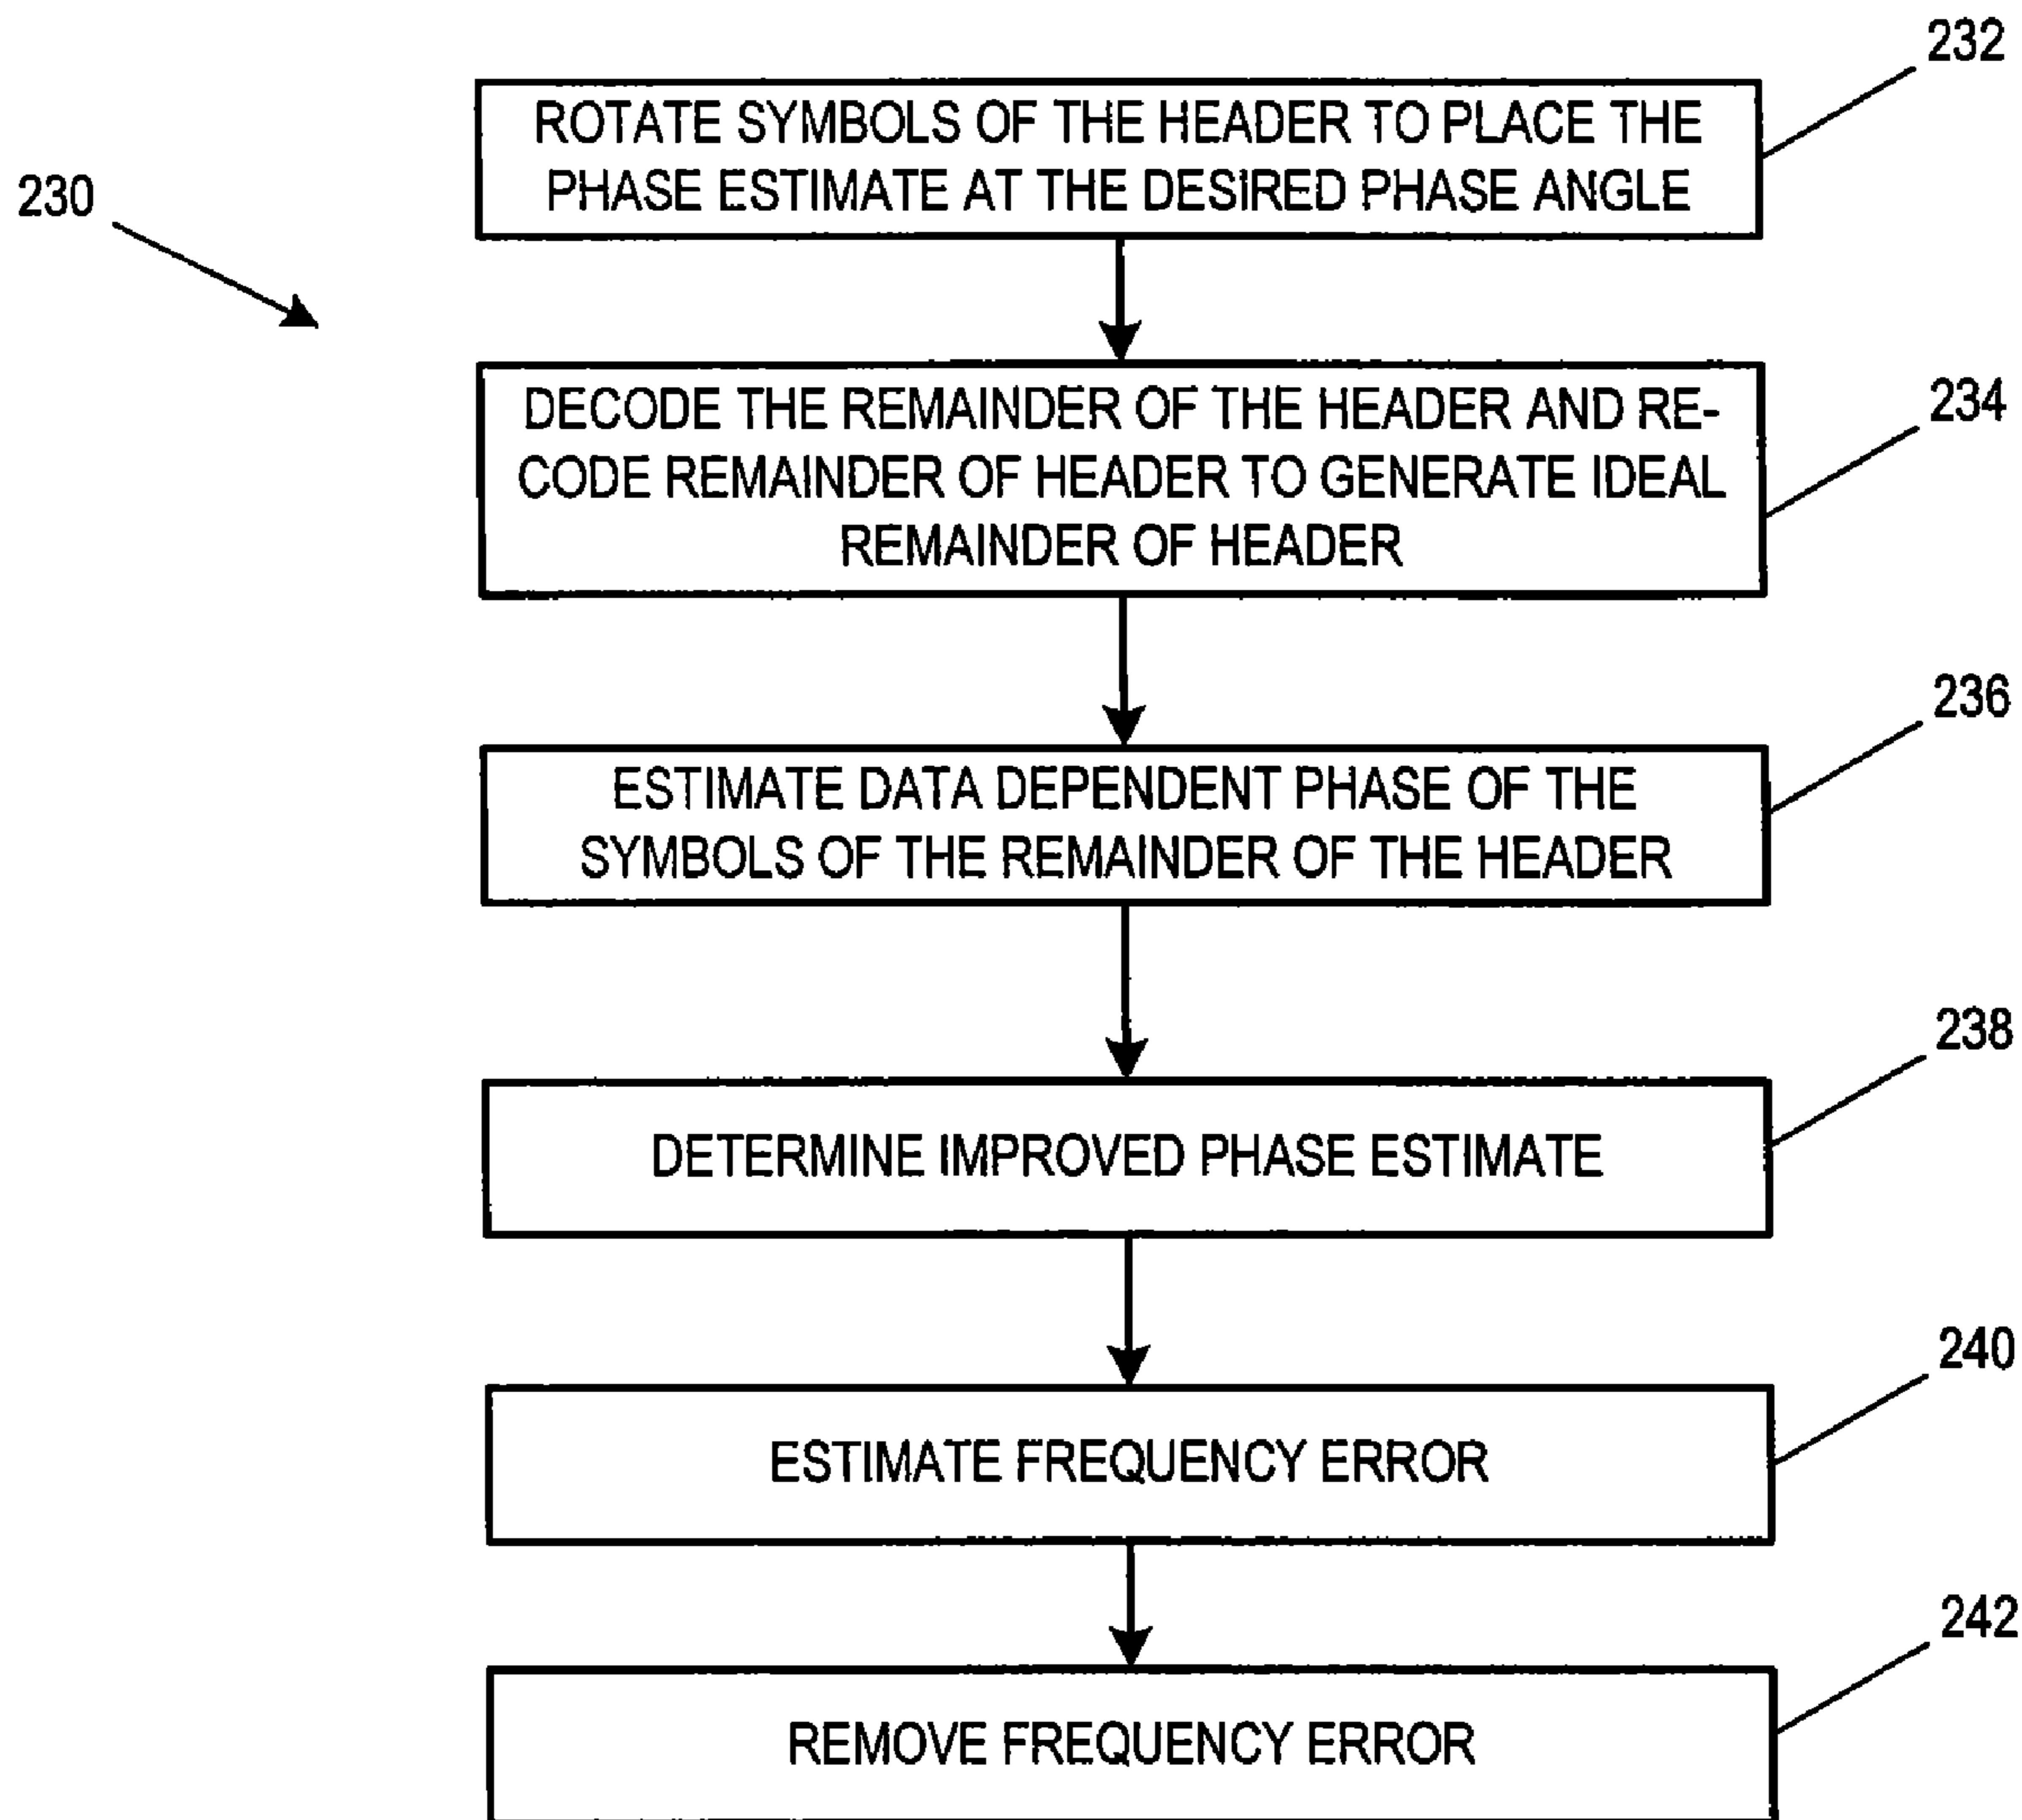 232
ROTATE SYMBOLS OF THE HEADER TO PLACE THE
PHASE ESTIMATE AT THE DESIRED PHASE ANGLE
230
DECODE THE REMAINDER OF THE HEADER AND RE-
CODE REMAINDER OF HEADER TO GENERATE IDEAL
REMAINDER OF HEADER
234
ESTIMATE DATA DEPENDENT PHASE OF THE
SYMBOLS OF THE REMAINDER OF THE HEADER
236
DETERMINE IMPROVED PHASE ESTIMATE
238
ESTIMATE FREQUENCY ERROR
240
REMOVE FREQUENCY ERROR
242